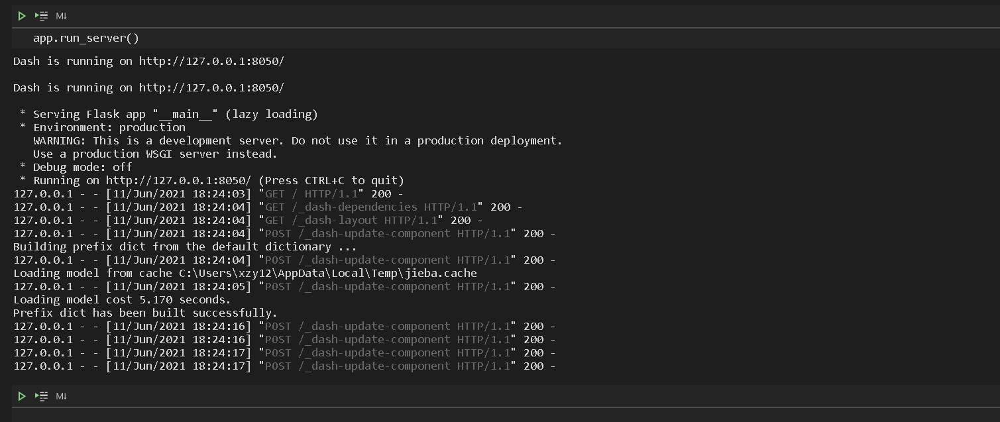 M↓
app.run_server()
Dash is running on http://127.0.0.1:8050/
Dash is running on http://127.0.0.1:8050/
* Serving Flask app "__main__" (lazy loading)
* Environment: production
WARNING: This is a development server. Do not use it in a production deployment.
Use a production WSGI server instead.
* Debug mode: off
* Running on http://127.0.0.1:8050/ (Press CTRL+C to quit)
127.0.0.1 - - [11/Jun/2021 18:24:03] "GET / HTTP/1.1" 200 -
127.0.0.1 - - [11/Jun/2021 18:24:04] "GET /_dash-dependencies HTTP/1.1" 200 -
127.0.0.1 - - [11/Jun/2021 18:24:04] "GET /_dash-layout HTTP/1.1" 200 -
127.0.0.1 - - [11/Jun/2021 18:24:04] "POST /_dash-update-component HTTP/1.1" 200 -
Building prefix dict from the default dictionary ...
127.0.0.1 - - [11/Jun/2021 18:24:04] "POST /_dash-update-component HTTP/1.1" 200 -
Loading model from cache C:\Users\xzy12\AppData\Local\Temp\jieba.cache
127.0.0.1 - - [11/Jun/2021 18:24:05] "POST /_dash-update-component HTTP/1.1" 200 -
Loading model cost 5.170 seconds.
Prefix dict has been built successfully.
127.0.0.1 - - [11/Jun/2021 18:24:16] "POST /_dash-update-component HTTP/1.1" 200 -
127.0.0.1 - - [11/Jun/2021 18:24:16] "POST /_dash-update-component HTTP/1.1" 200 -
127.0.0.1 - - [11/Jun/2021 18:24:17] "POST /_dash-update-component HTTP/1.1" 200 -
127.0.0.1 - - [11/Jun/2021 18:24:17] "POST /_dash-update-component HTTP/1.1" 200 -
M↓